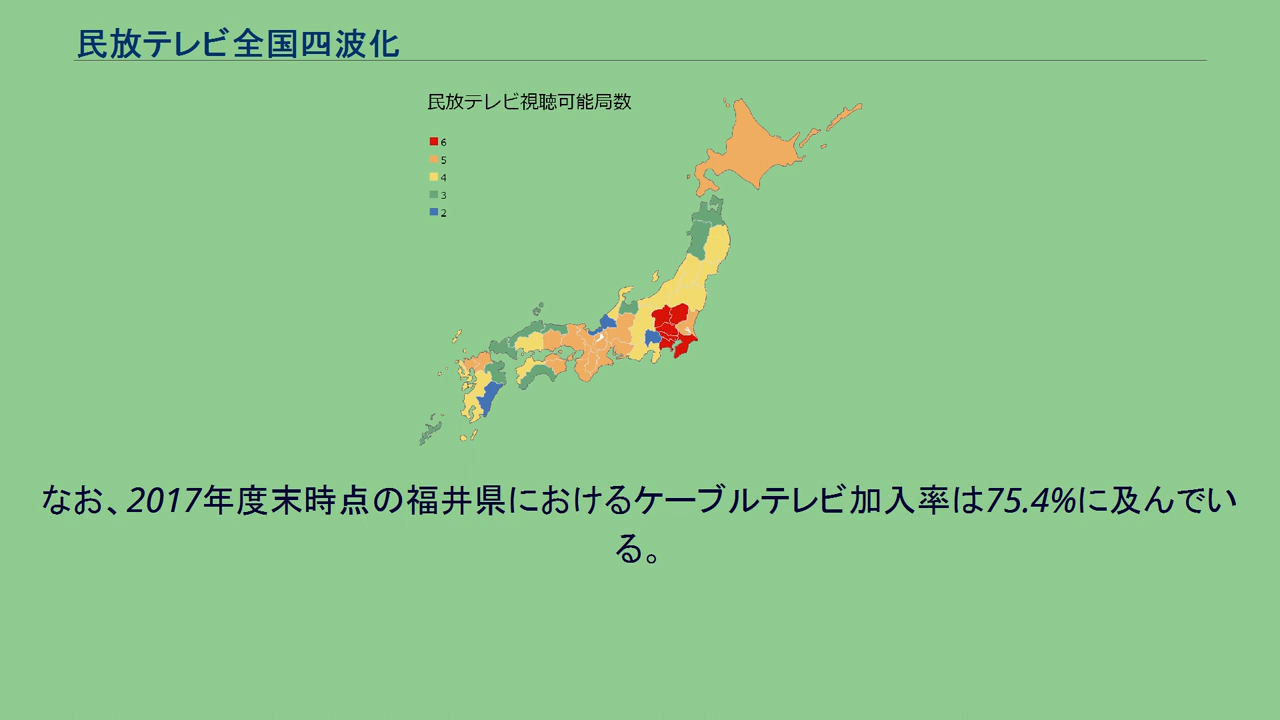 民放テレビ全国四波化
民放テレビ視聴可能局数
6
5
4
3
2
なお、2017年度末時点の福井県におけるケーブルテレビ加入率は75.4%に及んでい
る。